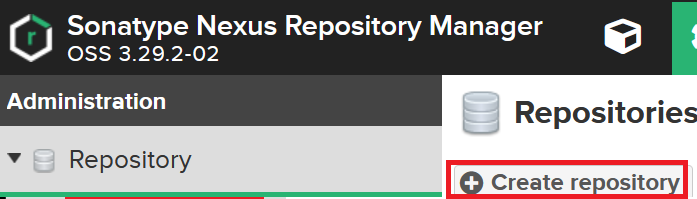 Sonatype Nexus Repository Manager
OSS 3.29.2-02
Administration
Repositories
Repository
Create repository